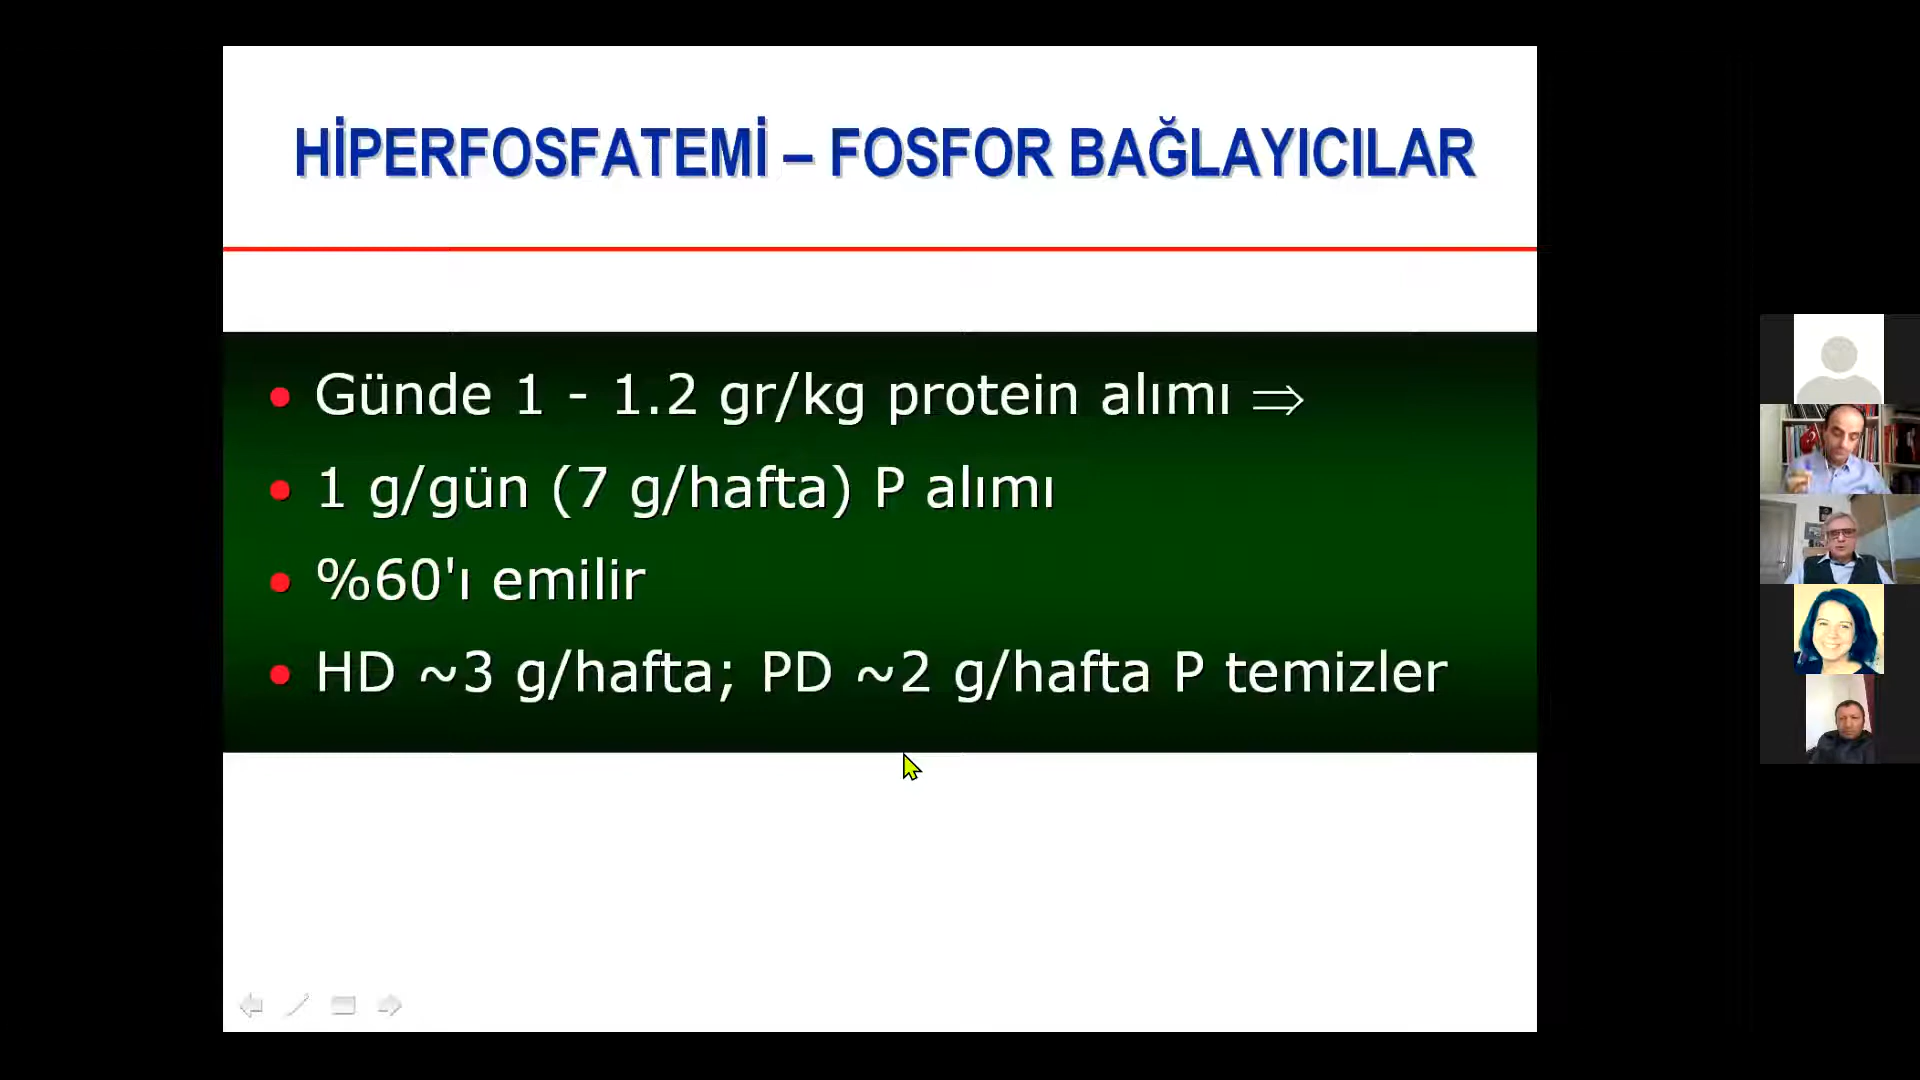 HİPERFOSFATEMİ – FOSFOR BAĞLAYICILAR
• Günde 1 - 1.2 gr/kg protein alımı ⇒
• 1 g/gün (7 g/hafta) P alımı
• %60'ı emilir
• HD ~3 g/hafta; PD ~2 g/hafta P temizler